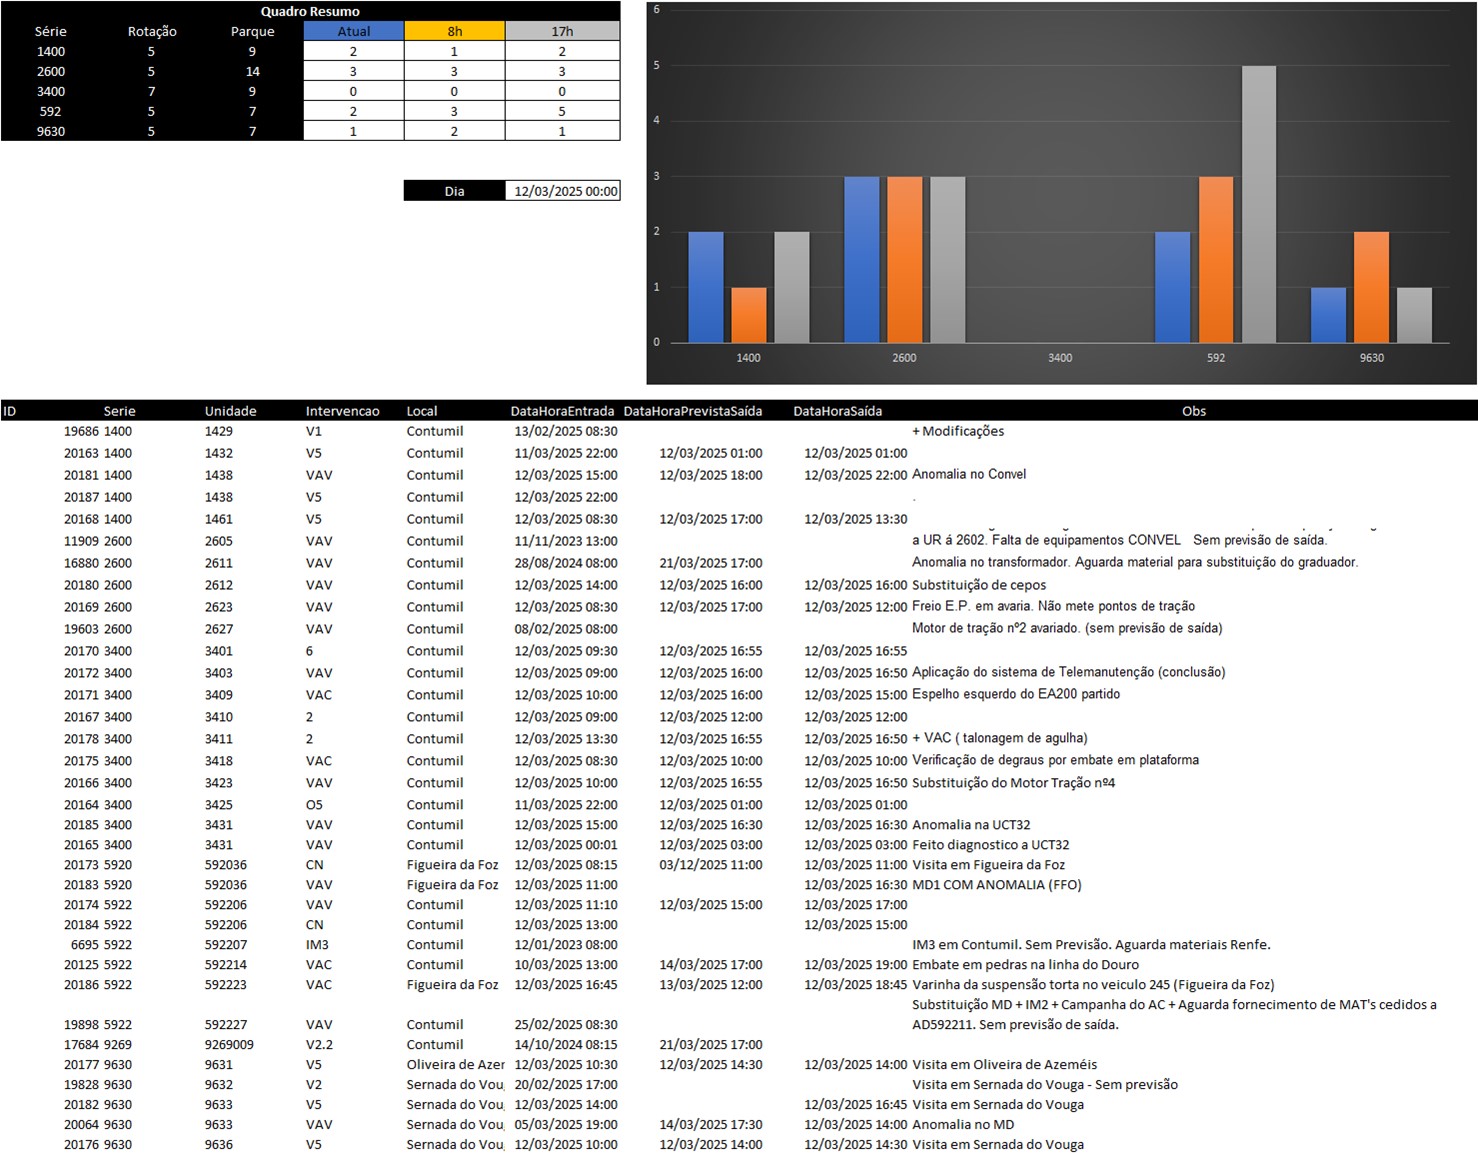 Quadro Resumo
Série Rotação Parque Atual 8h 17h
1400 5 9 2 1 2
2600 5 14 3 3 3
3400 7 9 0 0 0
592 5 7 2 3 5
9630 5 7 1 2 1
Dia 12/03/2025 00:00
6
5
4
3
2
1
0
1400 2600 3400 592 9630
ID Serie Unidade Intervencao Local DataHoraEntrada DataHoraPrevistaSaída DataHoraSaída Obs
19686 1400 1429 V1 Contumil 13/02/2025 08:30 + Modificações
20163 1400 1432 V5 Contumil 11/03/2025 22:00 12/03/2025 01:00 12/03/2025 01:00
20181 1400 1438 VAV Contumil 12/03/2025 15:00 12/03/2025 18:00 12/03/2025 22:00 Anomalia no Convel
20187 1400 1438 V5 Contumil 12/03/2025 22:00 .
20168 1400 1461 V5 Contumil 12/03/2025 08:30 12/03/2025 17:00 12/03/2025 13:30
11909 2600 2605 VAV Contumil 11/11/2023 13:00 a UR á 2602. Falta de equipamentos CONVEL Sem previsão de saída.
16880 2600 2611 VAV Contumil 28/08/2024 08:00 21/03/2025 17:00 Anomalia no transformador. Aguarda material para substituição do graduador.
20180 2600 2612 VAV Contumil 12/03/2025 14:00 12/03/2025 16:00 12/03/2025 16:00 Substituição de cepos
20169 2600 2623 VAV Contumil 12/03/2025 08:30 12/03/2025 17:00 12/03/2025 12:00 Freio E.P. em avaria. Não mete pontos de tração
19603 2600 2627 VAV Contumil 08/02/2025 08:00 Motor de tração nº2 avariado. (sem previsão de saída)
20170 3400 3401 6 Contumil 12/03/2025 09:30 12/03/2025 16:55 12/03/2025 16:55
20172 3400 3403 VAV Contumil 12/03/2025 09:00 12/03/2025 16:00 12/03/2025 16:50 Aplicação do sistema de Telemanutenção (conclusão)
20171 3400 3409 VAC Contumil 12/03/2025 10:00 12/03/2025 16:00 12/03/2025 15:00 Espelho esquerdo do EA200 partido
20167 3400 3410 2 Contumil 12/03/2025 09:00 12/03/2025 12:00 12/03/2025 12:00
20178 3400 3411 2 Contumil 12/03/2025 13:30 12/03/2025 16:55 12/03/2025 16:50 + VAC ( talonagem de agulha)
20175 3400 3418 VAC Contumil 12/03/2025 08:30 12/03/2025 10:00 12/03/2025 10:00 Verificação de degraus por embate em plataforma
20166 3400 3423 VAV Contumil 12/03/2025 10:00 12/03/2025 16:55 12/03/2025 16:50 Substituição do Motor Tração nº4
20164 3400 3425 O5 Contumil 11/03/2025 22:00 12/03/2025 01:00 12/03/2025 01:00
20185 3400 3431 VAV Contumil 12/03/2025 15:00 12/03/2025 16:30 12/03/2025 16:30 Anomalia na UCT32
20165 3400 3431 VAV Contumil 12/03/2025 00:01 12/03/2025 03:00 12/03/2025 03:00 Feito diagnostico a UCT32
20173 5920 592036 CN Figueira da Foz 12/03/2025 08:15 03/12/2025 11:00 12/03/2025 11:00 Visita em Figueira da Foz
20183 5920 592036 VAV Figueira da Foz 12/03/2025 11:00 12/03/2025 16:30 MD1 COM ANOMALIA (FFO)
20174 5922 592206 VAV Contumil 12/03/2025 11:10 12/03/2025 15:00 12/03/2025 17:00
20184 5922 592206 CN Contumil 12/03/2025 13:00 12/03/2025 15:00
6695 5922 592207 IM3 Contumil 12/01/2023 08:00 IM3 em Contumil. Sem Previsão. Aguarda materiais Renfe.
20125 5922 592214 VAC Contumil 10/03/2025 13:00 14/03/2025 17:00 12/03/2025 19:00 Embate em pedras na linha do Douro
20186 5922 592223 VAC Figueira da Foz 12/03/2025 16:45 13/03/2025 12:00 12/03/2025 18:45 Varinha da suspensão torta no veiculo 245 (Figueira da Foz)
Substituição MD + IM2 + Campanha do AC + Aguarda fornecimento de MAT's cedidos a
19898 5922 592227 VAV Contumil 25/02/2025 08:30 AD592211. Sem previsão de saída.
17684 9269 9269009 V2.2 Contumil 14/10/2024 08:15 21/03/2025 17:00
20177 9630 9631 V5 Oliveira de Azer 12/03/2025 10:30 12/03/2025 14:30 12/03/2025 14:00 Visita em Oliveira de Azeméis
19828 9630 9632 V2 Sernada do Vou 20/02/2025 17:00 Visita em Sernada do Vouga - Sem previsão
20182 9630 9633 V5 Sernada do Vou 12/03/2025 14:00 12/03/2025 16:45 Visita em Sernada do Vouga
20064 9630 9633 VAV Sernada do Vou 05/03/2025 19:00 14/03/2025 17:30 12/03/2025 14:00 Anomalia no MD
20176 9630 9636 V5 Sernada do Vou 12/03/2025 10:00 12/03/2025 14:00 12/03/2025 14:30 Visita em Sernada do Vouga